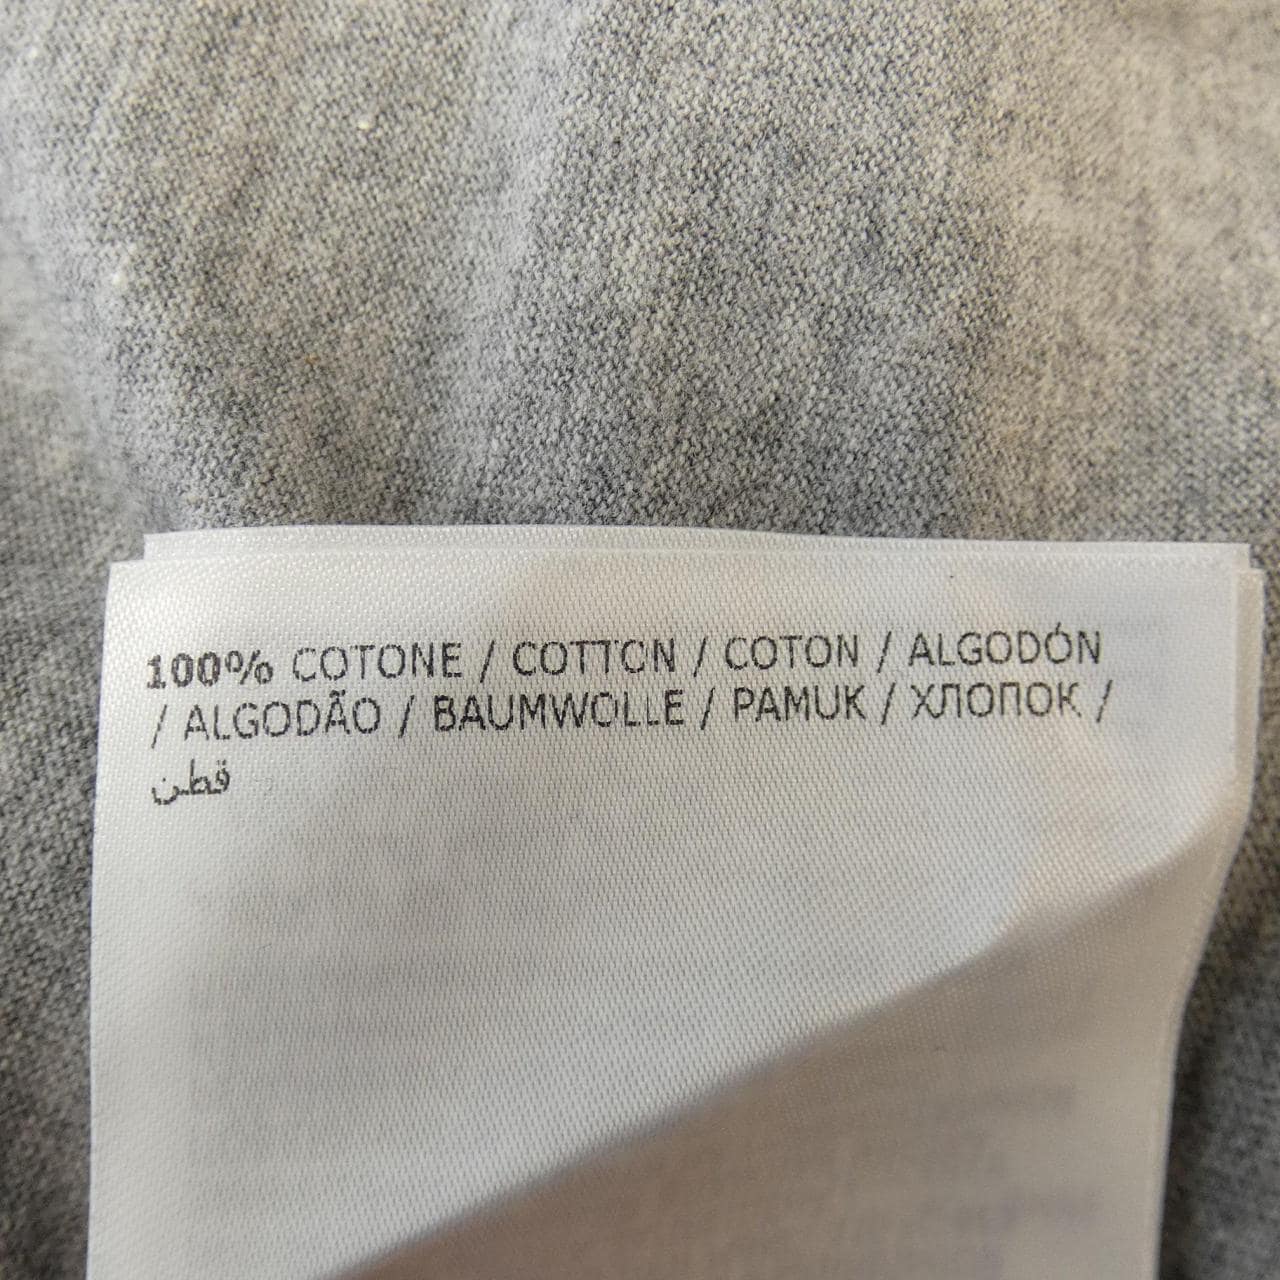 100% COTONE / COTTON / COTON / ALGODÓN
/ ALGODÃO / BAUMWOLLE / PAMUK / ХЛОПОК /
قطن